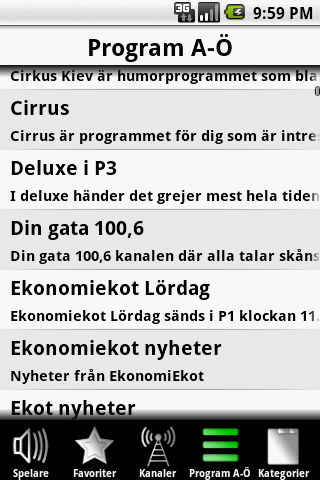 3G 9:59 PM
Program A-Ö
Cirkus Kiev är humorprogrammet som bla
Cirrus
Cirrus är programmet för dig som är intres
Deluxe i P3
I deluxe händer det grejer mest hela tiden
Din gata 100,6
Din gata 100,6 kanalen där alla talar skåns
Ekonomiekot Lördag
Ekonomiekot Lördag sänds i P1 klockan 11.
Ekonomiekot nyheter
Nyheter från EkonomiEkot
Ekot nyheter
Spelare Favoriter Kanaler Program A-Ö Kategorier